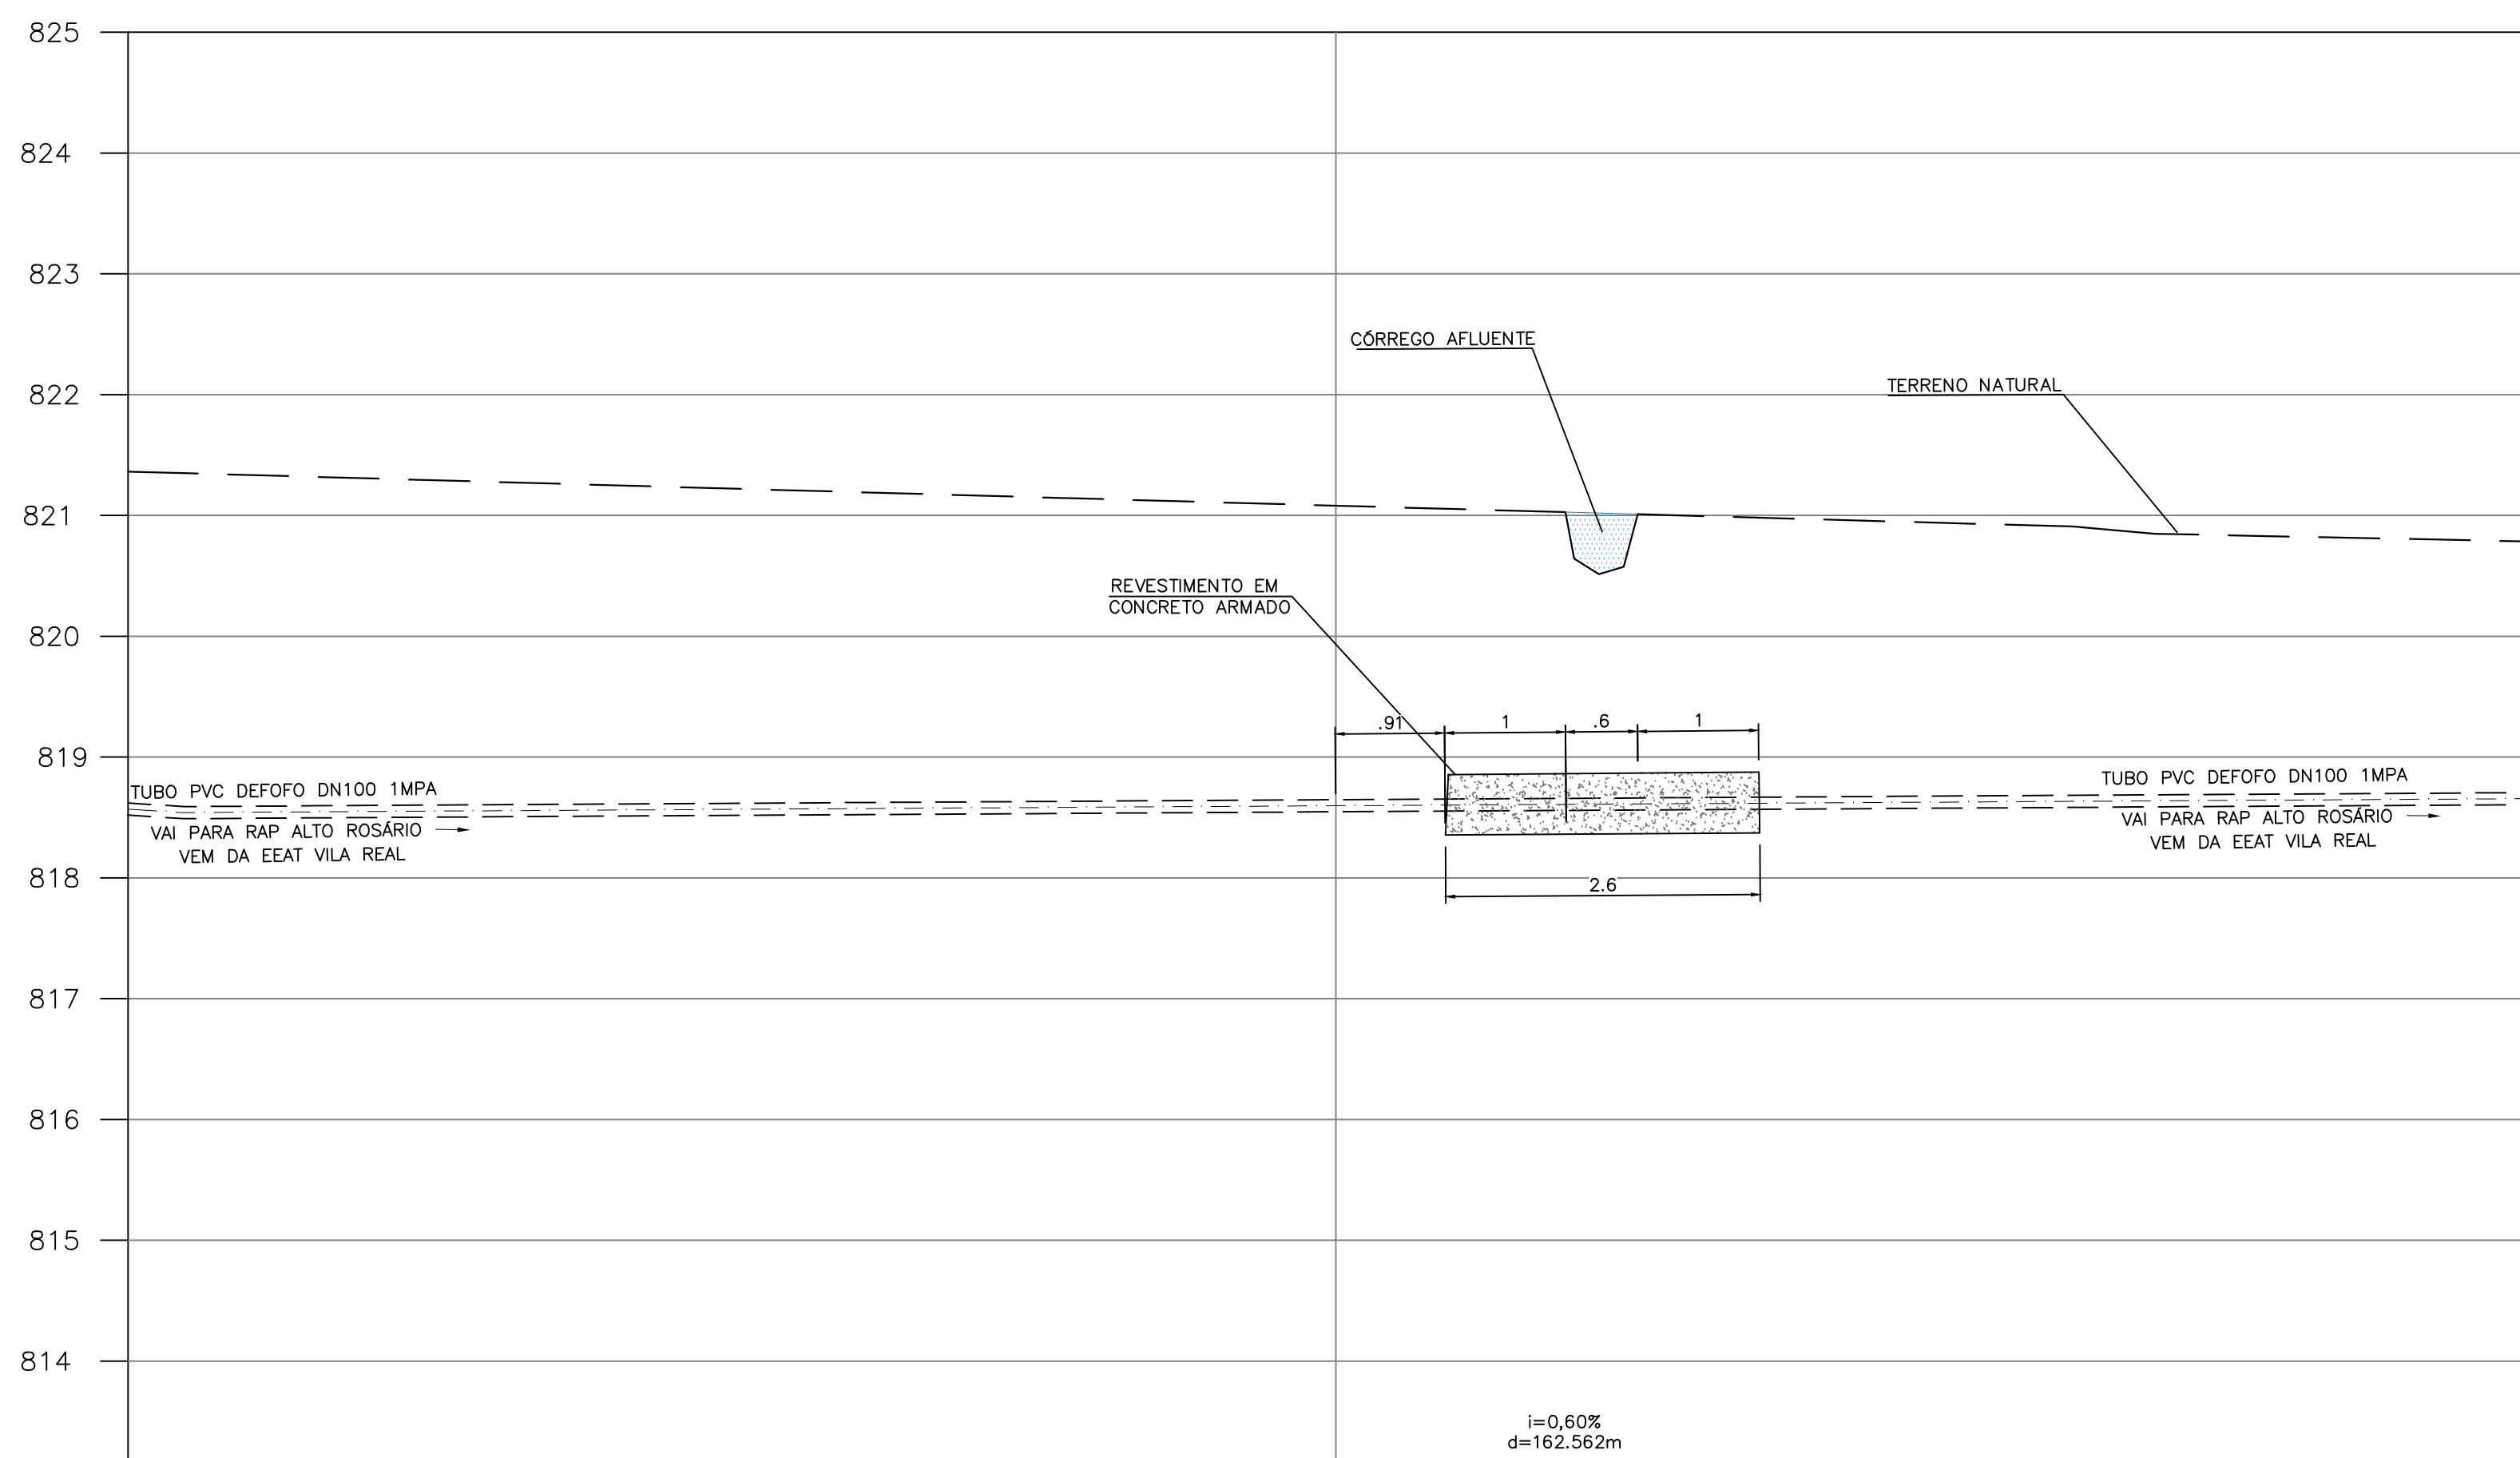 825
824
823
CÓRREGO AFLUENTE
TERRENO NATURAL
822
821
REVESTIMENTO EM
CONCRETO ARMADO
820
.91
1
.6
1
819
TUBO PVC DEFOFO DN100 1MPA
VAI PARA RAP ALTO ROSÁRIO
VEM DA EEAT VILA REAL
TUBO PVC DEFOFO DN100 1MPA
VAI PARA RAP ALTO ROSÁRIO
VEM DA EEAT VILA REAL
818
2.6
817
816
815
814
i=0,60%
d=162.562m